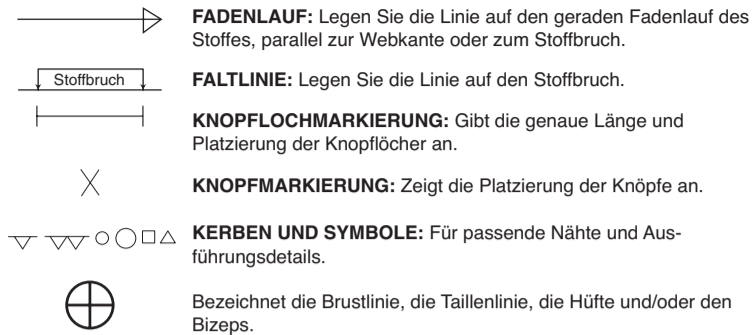 FADENLAUF: Legen Sie die Linie auf den geraden Fadenlauf des
Stoffes, parallel zur Webkante oder zum Stoffbruch.
Stoffbruch
FALTLINIE: Legen Sie die Linie auf den Stoffbruch.
KNOPFLOCHMARKIERUNG: Gibt die genaue Länge und
Platzierung der Knopflöcher an.
KNOPFMARKIERUNG: Zeigt die Platzierung der Knöpfe an.
KERBEN UND SYMBOLE: Für passende Nähte und Aus-
führungsdetails.
Bezeichnet die Brustlinie, die Taillenlinie, die Hüfte und/oder den
Bizeps.